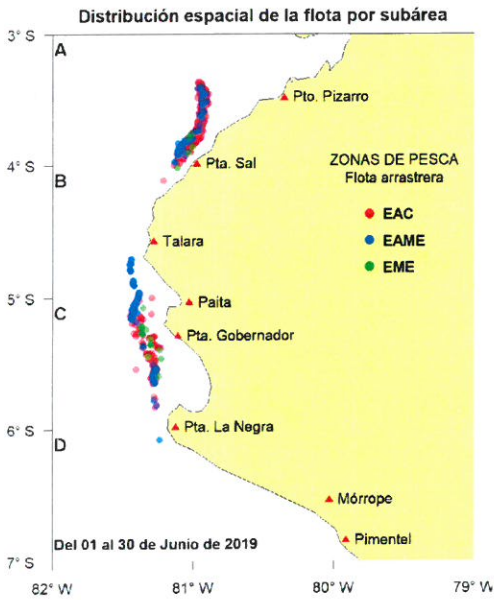 Distribución espacial de la flota por subárea
3° S
A
Pto. Pizarro
4° S
Pta. Sal
B
ZONAS DE PESCA
Flota arrastrera
EAC
EAME
EME
Talara
5° S
C
Paita
Pta. Gobernador
6° S
D
Pta. La Negra
Mórrope
Pimentel
Del 01 al 30 de Junio de 2019
7° S
82° W
81° W
80° W
79° W